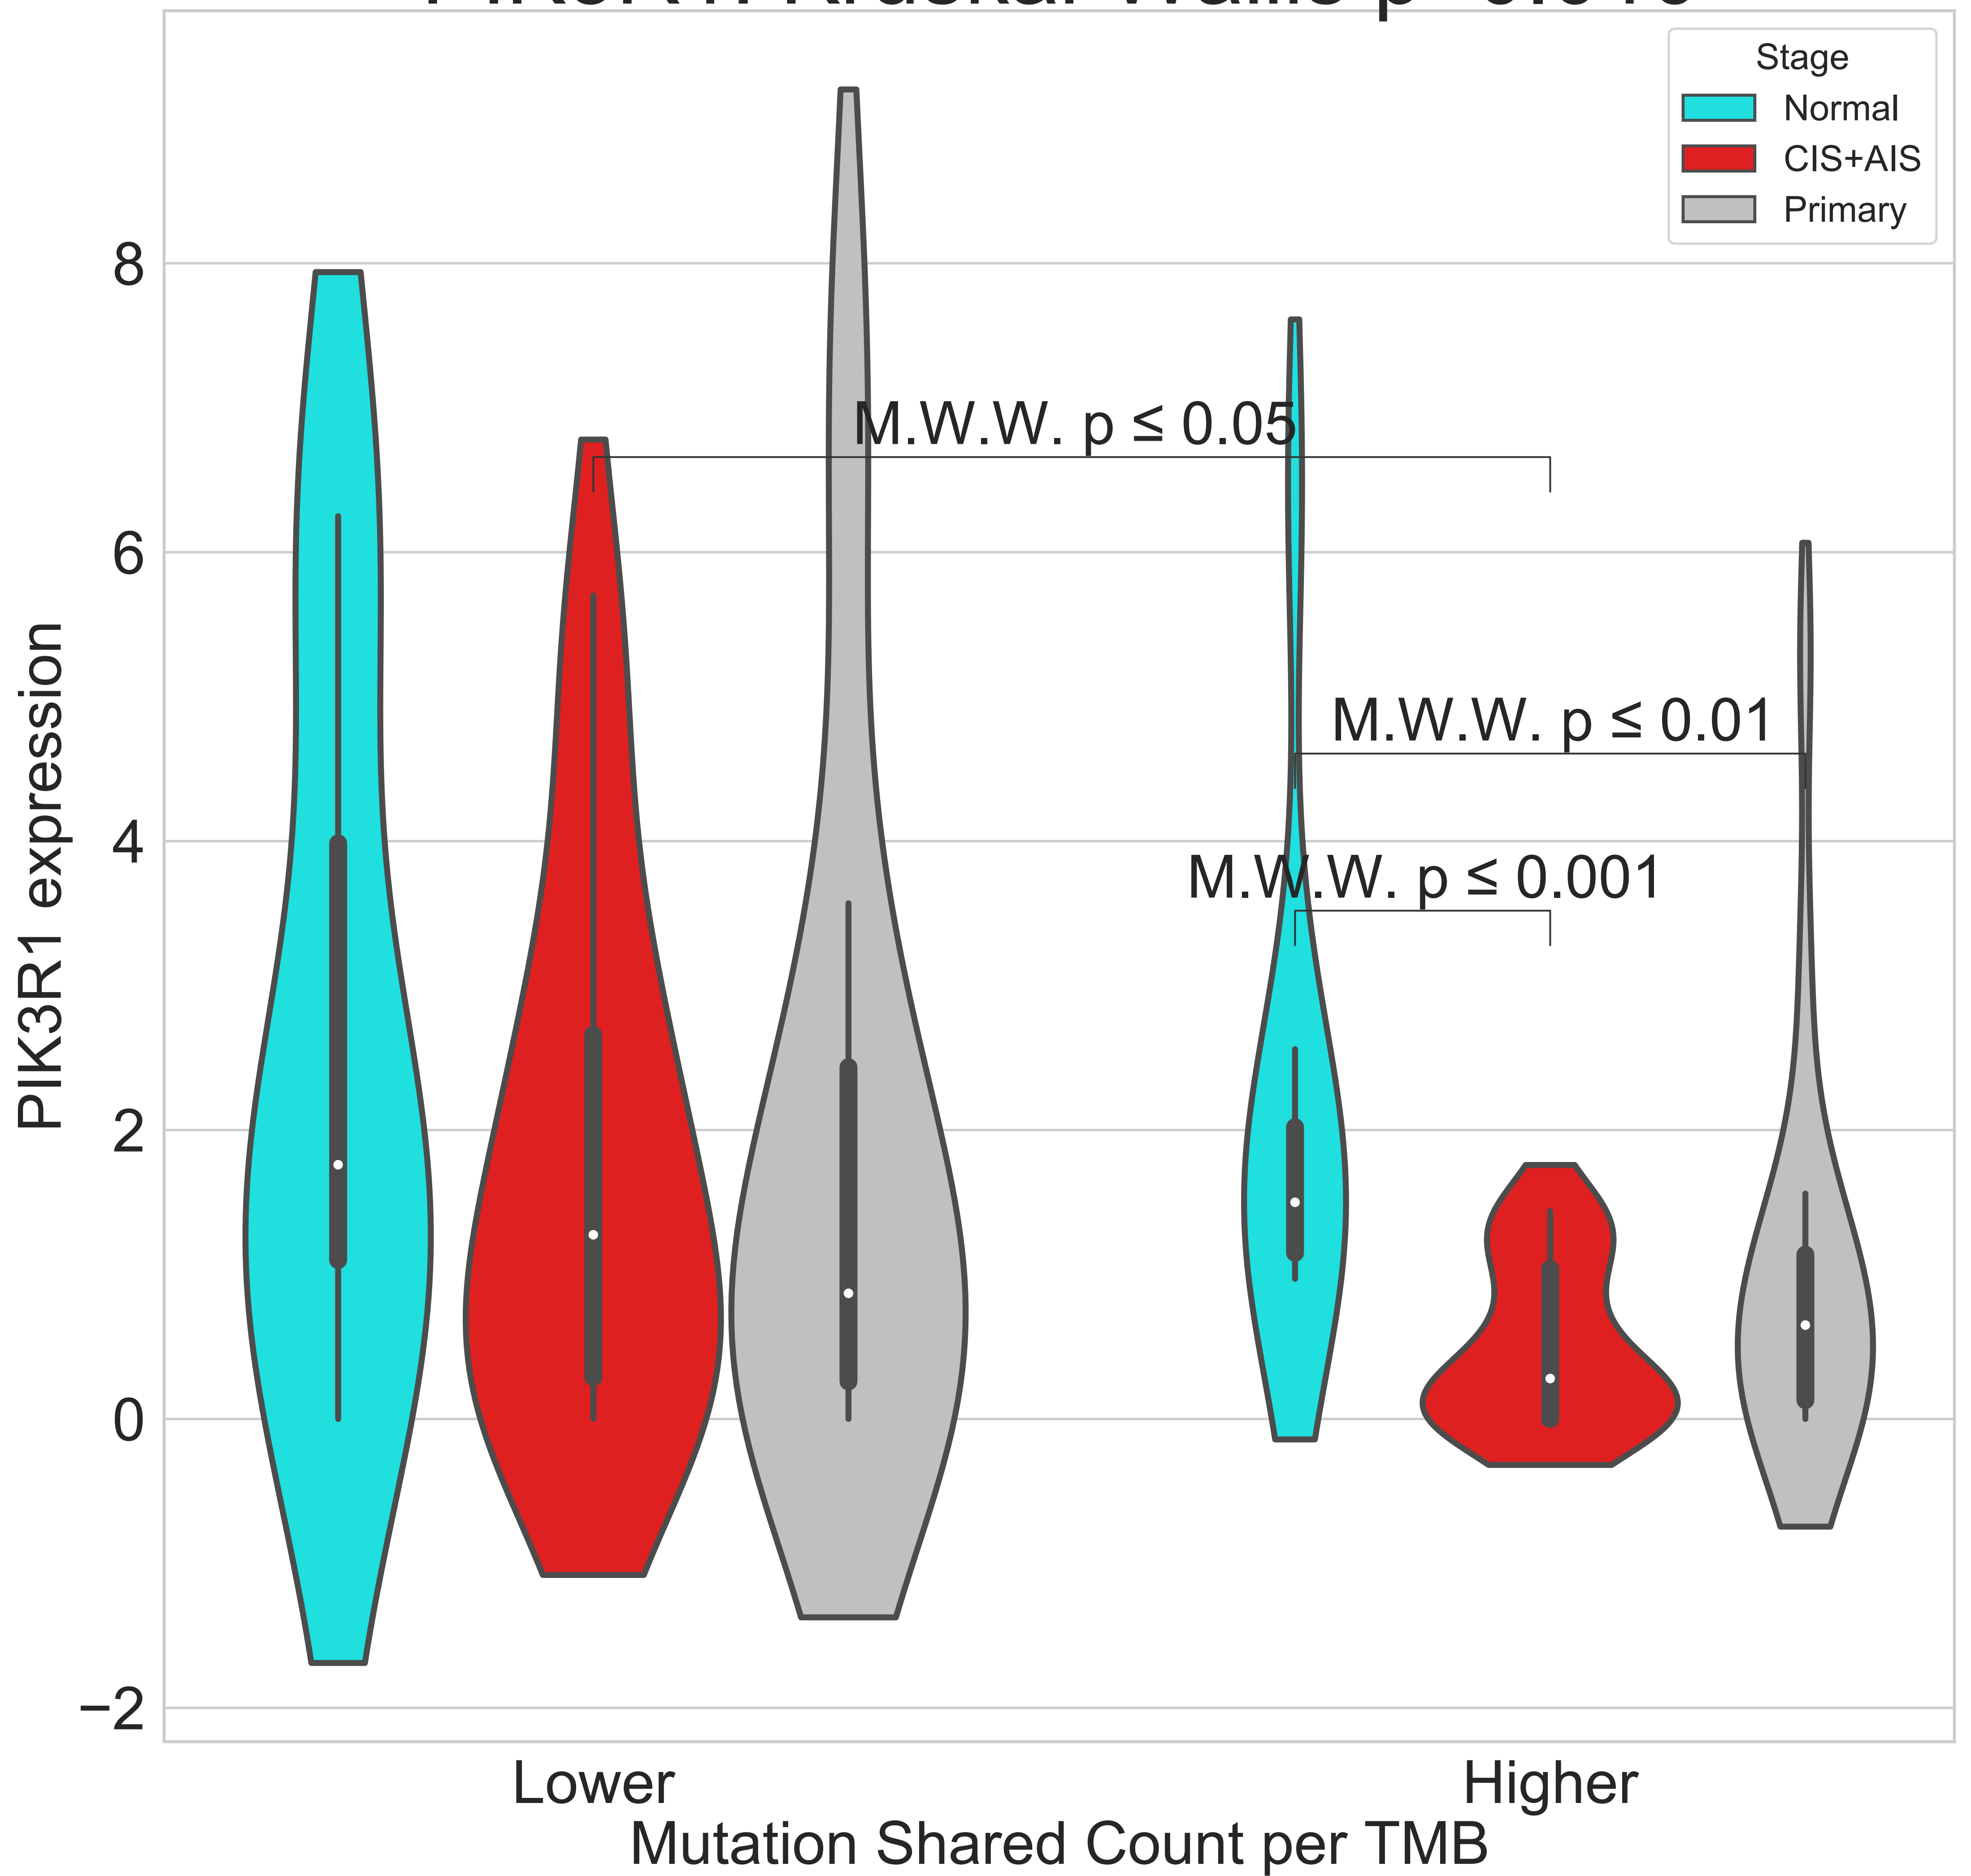 Stage
Normal
CIS+AIS
Primary
8
6
4
2
0
−2
PIK3R1 expression
M.W.W. p ≤ 0.05
M.W.W. p ≤ 0.01
M.W.W. p ≤ 0.001
Lower
Higher
Mutation Shared Count per TMB